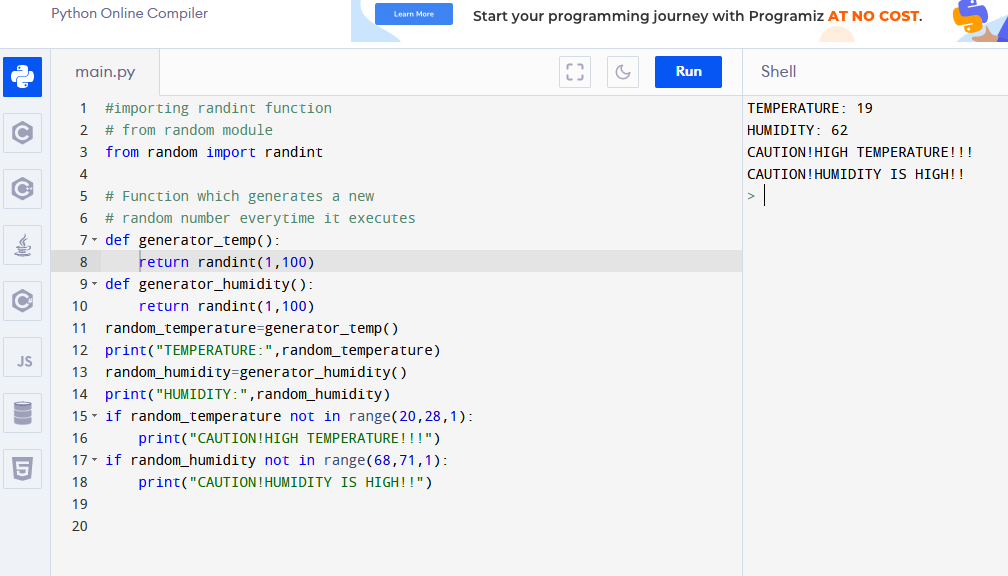 Python Online Compiler
Learn More
Start your programming journey with Programiz AT NO COST.
main.py
Run
Shell
1 #importing randint function
2 # from random module
3 from random import randint
4
5 # Function which generates a new
6 # random number everytime it executes
7 def generator_temp():
8     return randint(1,100)
9 def generator_humidity():
10     return randint(1,100)
11 random_temperature=generator_temp()
12 print("TEMPERATURE:",random_temperature)
13 random_humidity=generator_humidity()
14 print("HUMIDITY:",random_humidity)
15 if random_temperature not in range(20,28,1):
16     print("CAUTION!HIGH TEMPERATURE!!!")
17 if random_humidity not in range(68,71,1):
18     print("CAUTION!HUMIDITY IS HIGH!!")
19
20
TEMPERATURE: 19
HUMIDITY: 62
CAUTION!HIGH TEMPERATURE!!!
CAUTION!HUMIDITY IS HIGH!!
>
C
C
C
JS
5